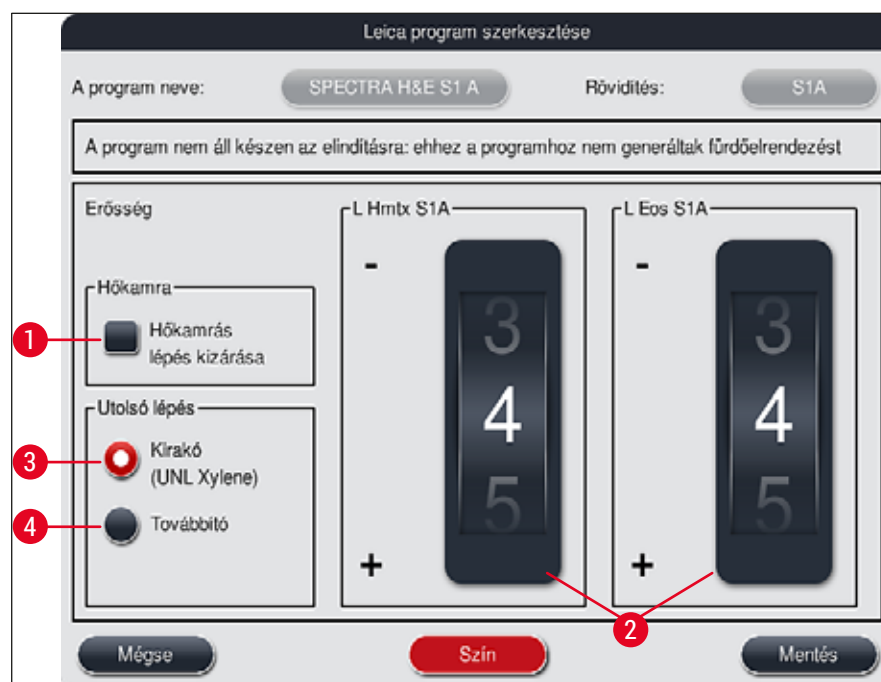 Leica program szerkesztése
A program neve: SPECTRA H&E S1 A Rövidítés: S1A
A program nem áll készen az elindításra: ehhez a programhoz nem generáltak fürdőelrendezést
Erősség
L Hmtx S1A
L Eos S1A
-
-
Hőkamra
1
Hőkamrás
lépés kizárása
3
4
5
3
4
5
Utolsó lépés
3
Kirakó
(UNL Xylene)
4
Továbbító
+
+
2
Mégse Szín Mentés